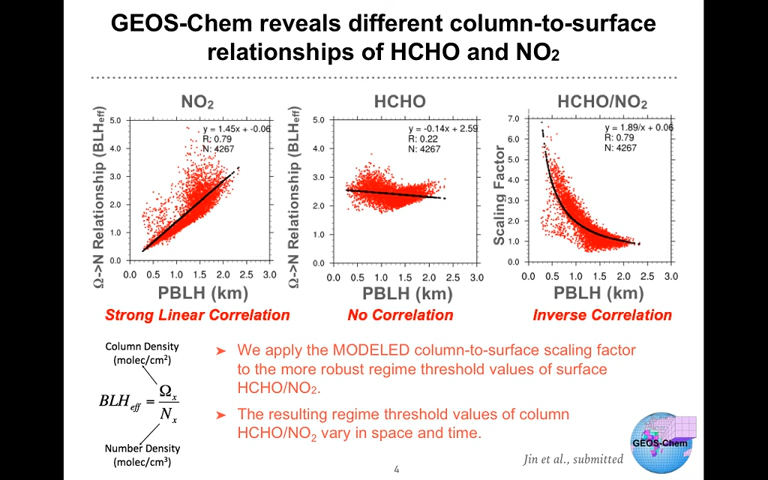 GEOS-Chem reveals different column-to-surface
relationships of HCHO and NO₂
NO₂
HCHO
HCHO/NO₂
Ω->N Relationship (BLHeff)
5.0
4.0
3.0
2.0
1.0
0.0
y = 1.45x + -0.06
R: 0.79
N: 4267
0.0 0.5 1.0 1.5 2.0 2.5 3.0
PBLH (km)
Strong Linear Correlation
Ω->N Relationship (BLHeff)
5.0
4.0
3.0
2.0
1.0
0.0
y = -0.14x + 2.59
R: 0.22
N: 4267
0.0 0.5 1.0 1.5 2.0 2.5 3.0
PBLH (km)
No Correlation
Scaling Factor
7.0
6.0
5.0
4.0
3.0
2.0
1.0
0.0
y = 1.89/x + 0.06
R: 0.79
N: 4267
0.0 0.5 1.0 1.5 2.0 2.5 3.0
PBLH (km)
Inverse Correlation
Column Density
(molec/cm²)
BLHeff = Ωx / Nx
Number Density
(molec/cm³)
➤ We apply the MODELED column-to-surface scaling factor
to the more robust regime threshold values of surface
HCHO/NO₂.
➤ The resulting regime threshold values of column
HCHO/NO₂ vary in space and time.
GEOS-Chem
Jin et al., submitted
4